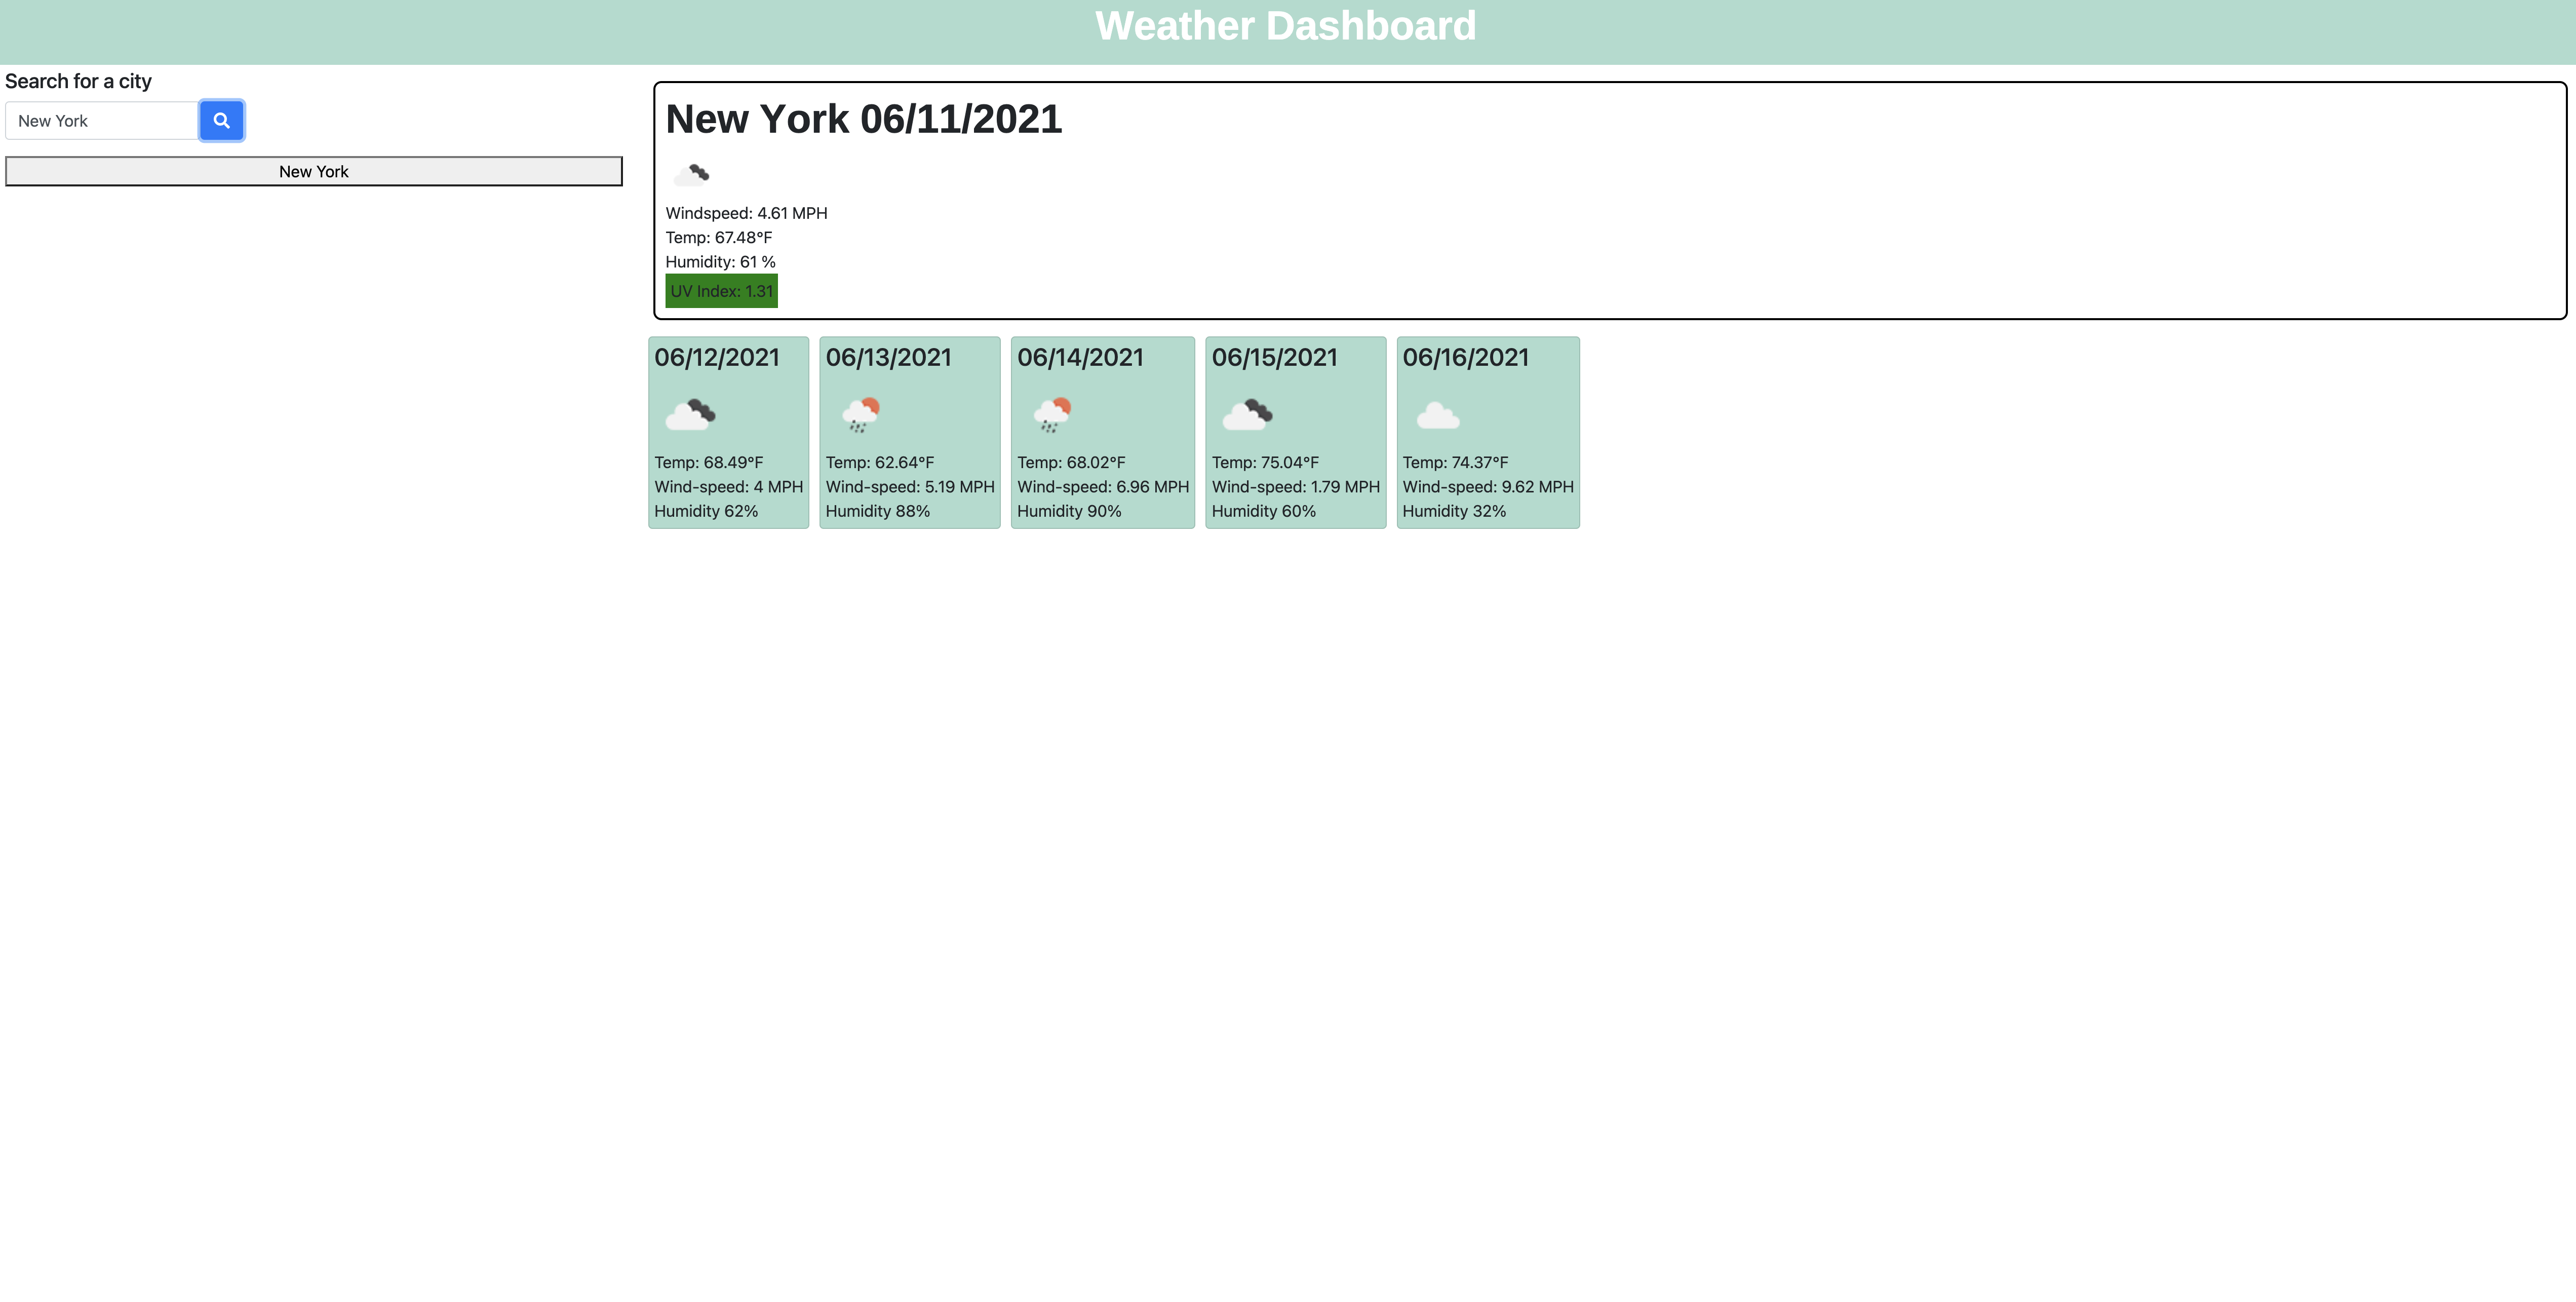 Weather Dashboard
Search for a city
New York
New York
New York 06/11/2021
Windspeed: 4.61 MPH
Temp: 67.48°F
Humidity: 61 %
UV Index: 1.31
06/12/2021
Temp: 68.49°F
Wind-speed: 4 MPH
Humidity 62%
06/13/2021
Temp: 62.64°F
Wind-speed: 5.19 MPH
Humidity 88%
06/14/2021
Temp: 68.02°F
Wind-speed: 6.96 MPH
Humidity 90%
06/15/2021
Temp: 75.04°F
Wind-speed: 1.79 MPH
Humidity 60%
06/16/2021
Temp: 74.37°F
Wind-speed: 9.62 MPH
Humidity 32%